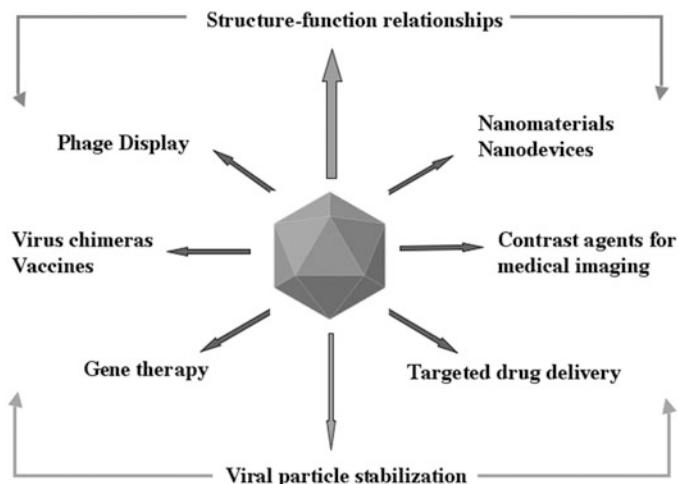 Structure-function relationships
Phage Display
Nanomaterials
Nanodevices
Virus chimeras
Vaccines
Contrast agents for
medical imaging
Gene therapy
Targeted drug delivery
Viral particle stabilization